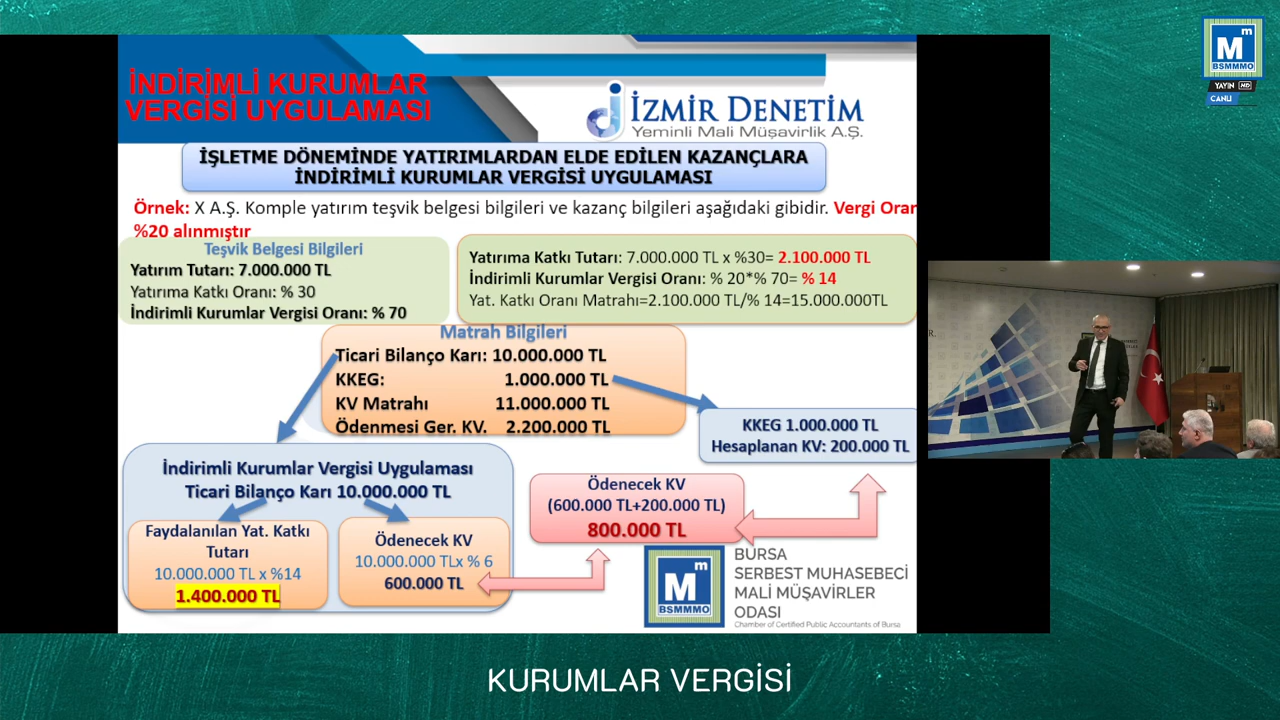 M
m
BSMMMO
YAYIN HD
CANLI
İNDİRİMLİ KURUMLAR
VERGİSİ UYGULAMASI
İZMİR DENETİM
Yeminli Mali Müşavirlik A.Ş.
İŞLETME DÖNEMİNDE YATIRIMLARDAN ELDE EDİLEN KAZANÇLARA
İNDİRİMLİ KURUMLAR VERGİSİ UYGULAMASI
Örnek: X A.Ş. Komple yatırım teşvik belgesi bilgileri ve kazanç bilgileri aşağıdaki gibidir. Vergi Orar
%20 alınmıştır
Teşvik Belgesi Bilgileri
Yatırım Tutarı: 7.000.000 TL
Yatırıma Katkı Oranı: % 30
İndirimli Kurumlar Vergisi Oranı: % 70
Yatırıma Katkı Tutarı: 7.000.000 TL x %30= 2.100.000 TL
İndirimli Kurumlar Vergisi Oranı: % 20*% 70= % 14
Yat. Katkı Oranı Matrahı=2.100.000 TL/% 14=15.000.000TL
Matrah Bilgileri
Ticari Bilanço Karı: 10.000.000 TL
KKEG: 1.000.000 TL
KV Matrahı 11.000.000 TL
Ödenmesi Ger. KV. 2.200.000 TL
KKEG 1.000.000 TL
Hesaplanan KV: 200.000 TL
İndirimli Kurumlar Vergisi Uygulaması
Ticari Bilanço Karı 10.000.000 TL
Faydalanılan Yat. Katkı
Tutarı
10.000.000 TL x %14
1.400.000 TL
Ödenecek KV
10.000.000 TLx % 6
600.000 TL
Ödenecek KV
(600.000 TL+200.000 TL)
800.000 TL
M
m
BSMMMO
BURSA
SERBEST MUHASEBECİ
MALİ MÜŞAVİRLER
ODASI
Chamber of Certified Public Accountants of Bursa
KURUMLAR VERGİSİ